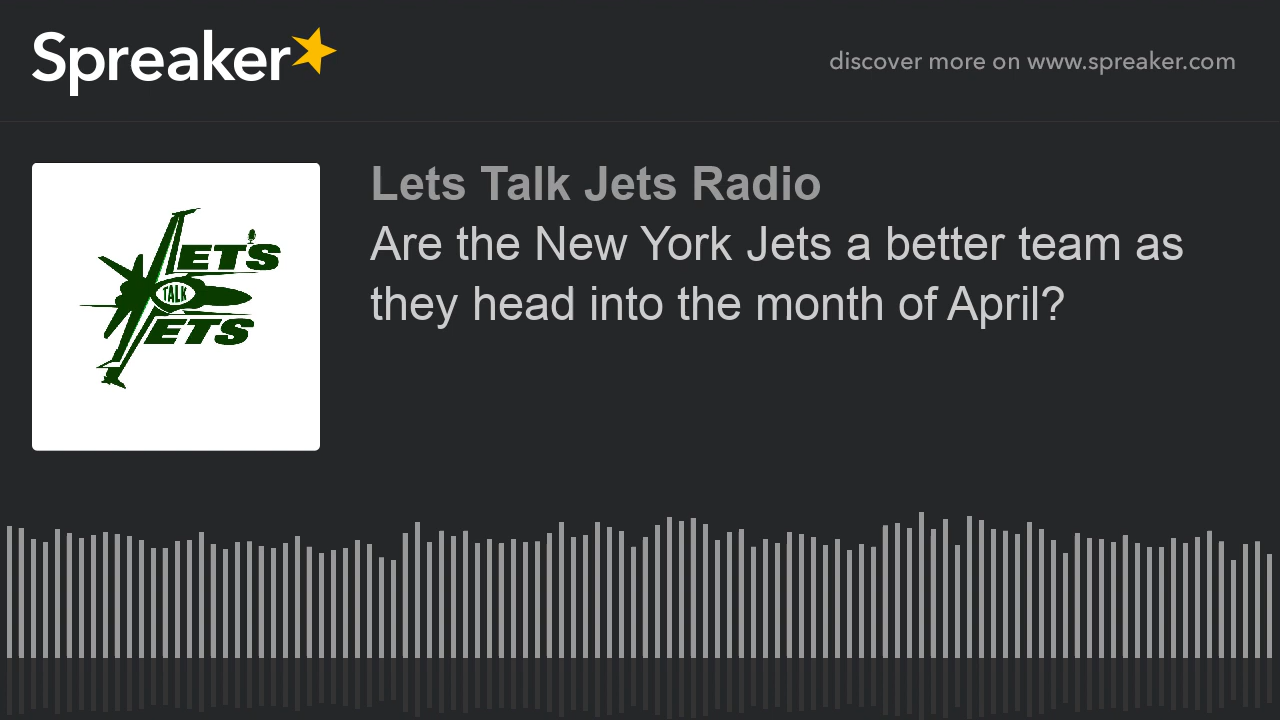 Spreaker
discover more on www.spreaker.com
Lets Talk Jets Radio
Are the New York Jets a better team as
they head into the month of April?
JET'S
TALK
JETS